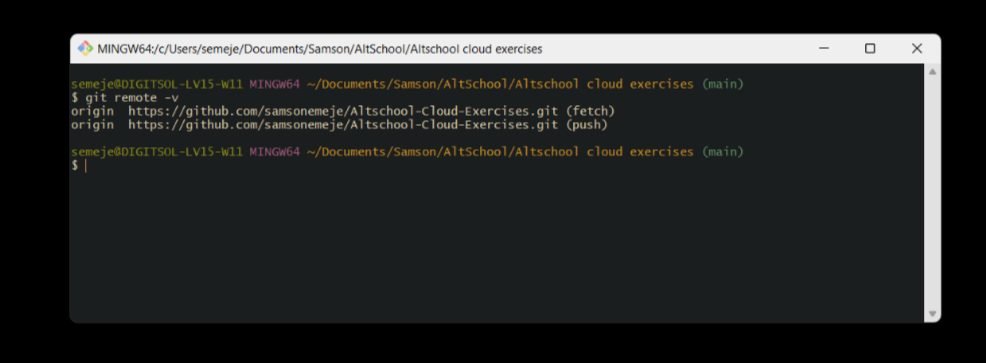 MINGW64:/c/Users/semeje/Documents/Samson/AltSchool/Altschool cloud exercises
semeje@DIGITSOL-LV15-W11 MINGW64 ~/Documents/Samson/AltSchool/Altschool cloud exercises (main)
$ git remote -v
origin  https://github.com/samsonemeje/Altschool-Cloud-Exercises.git (fetch)
origin  https://github.com/samsonemeje/Altschool-Cloud-Exercises.git (push)
semeje@DIGITSOL-LV15-W11 MINGW64 ~/Documents/Samson/AltSchool/Altschool cloud exercises (main)
$